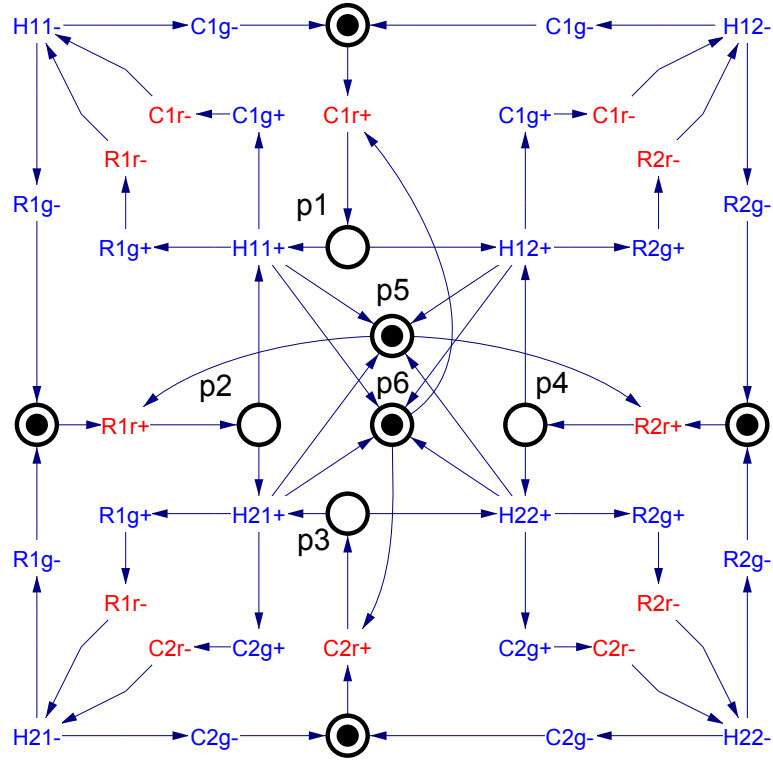 H11- C1g- C1g- H12-
C1r- C1g+ C1r+ C1g+ C1r-
R1r- R2r-
R1g- p1 R2g-
R1g+ H11+ H12+ R2g+
p5
p2 p6 p4
R1r+ R2r+
R1g+ H21+ H22+ R2g+
p3
R1g- R2g-
R1r- R2r-
C2r- C2g+ C2r+ C2g+ C2r-
H21- C2g- C2g- H22-